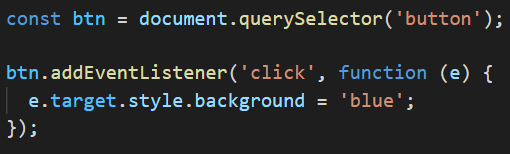 const btn = document.querySelector('button');

btn.addEventListener('click', function (e) {
  e.target.style.background = 'blue';
});